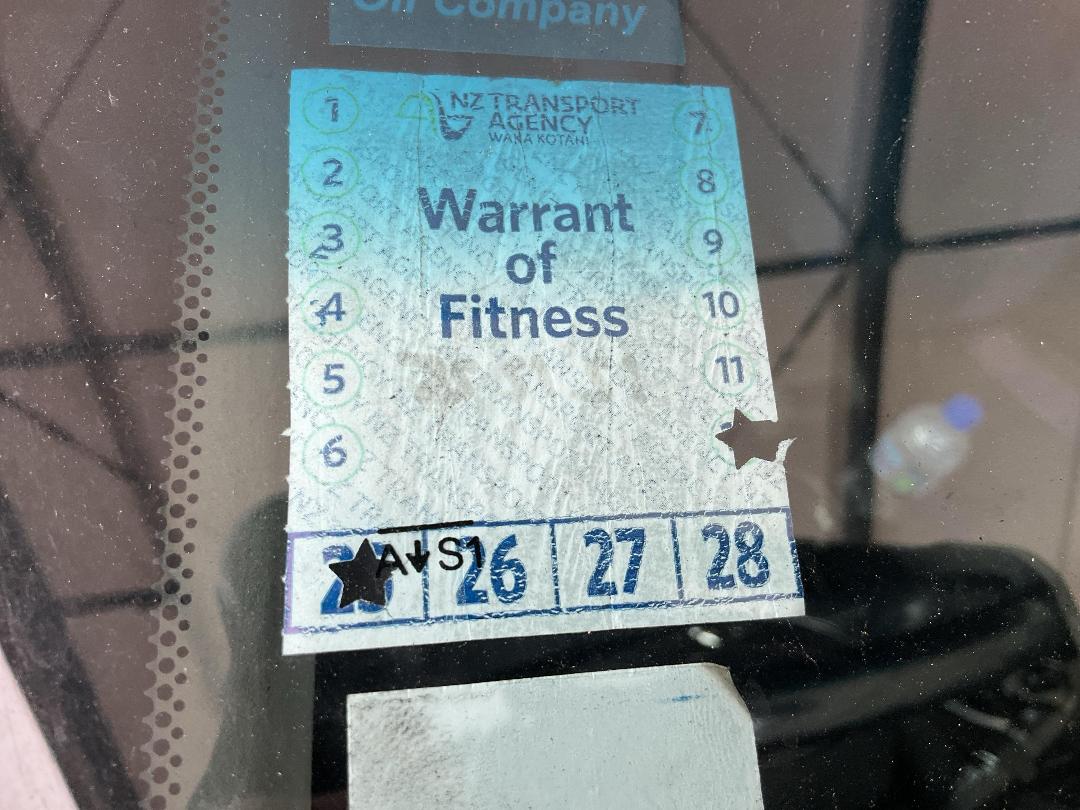 Oil Company
NZ TRANSPORT
AGENCY
WAKA KOTAHI
Warrant
of
Fitness
1
2
3
4
5
6
7
8
9
10
11
A↓S1
26
27
28